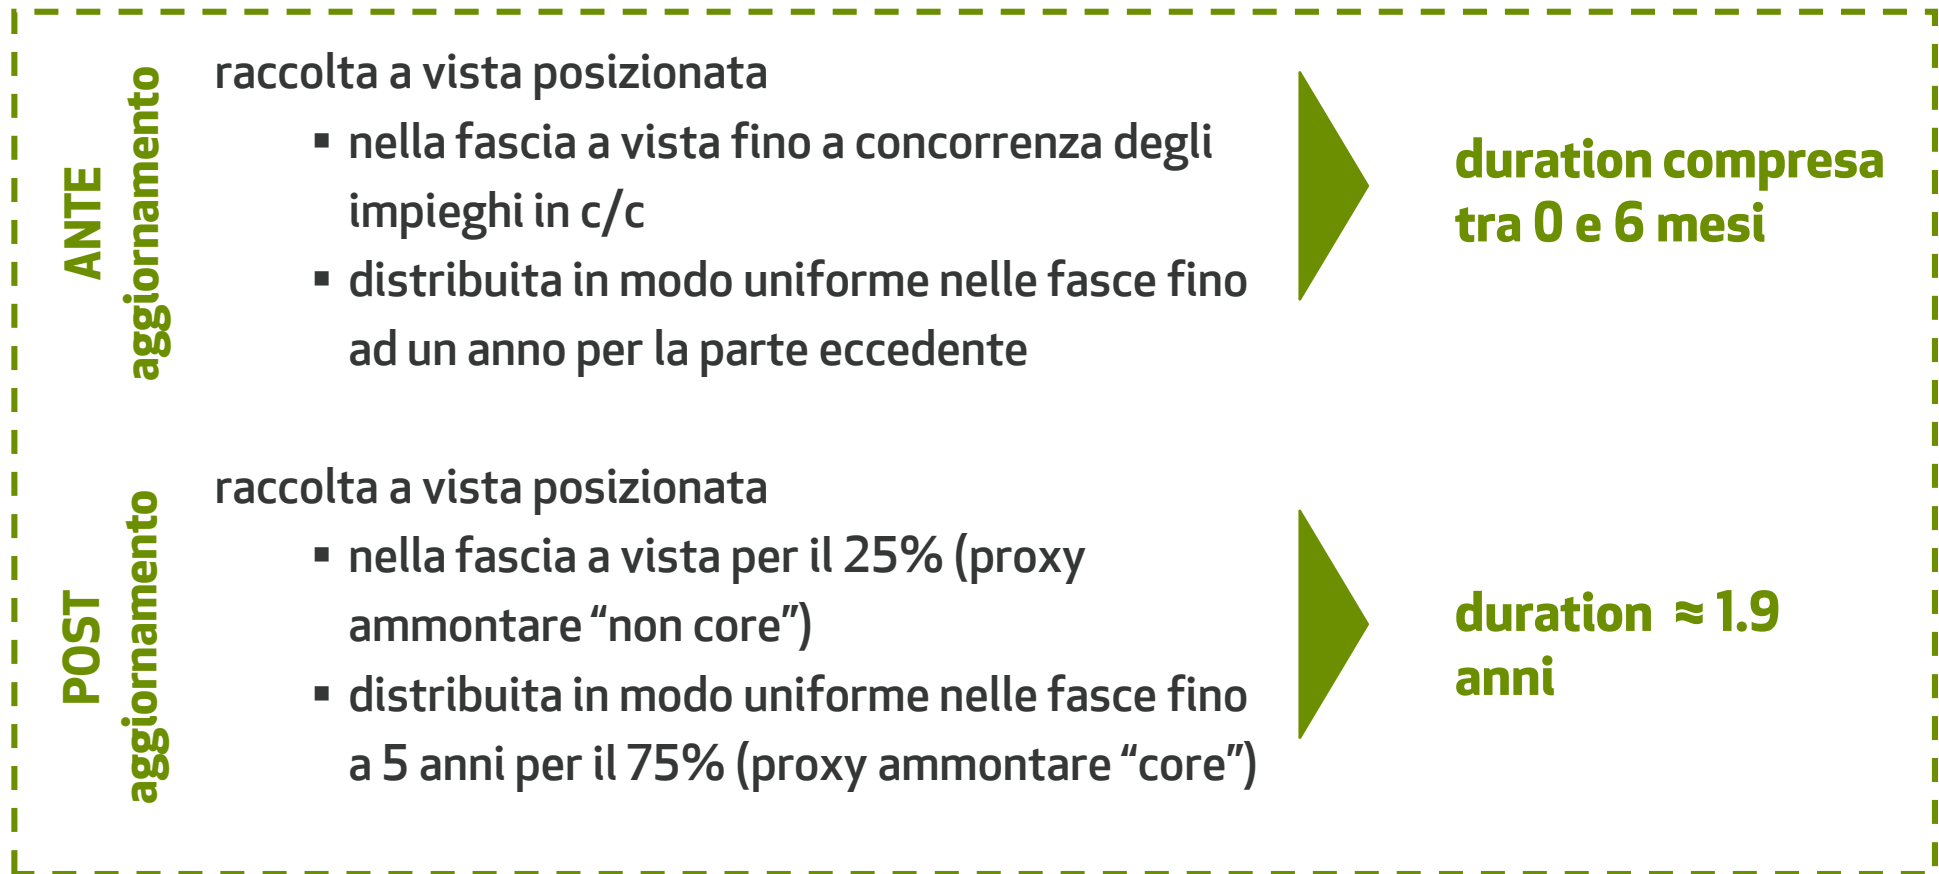 ANTE
aggiornamento
raccolta a vista posizionata
▪ nella fascia a vista fino a concorrenza degli
impieghi in c/c
▪ distribuita in modo uniforme nelle fasce fino
ad un anno per la parte eccedente
duration compresa
tra 0 e 6 mesi
POST
aggiornamento
raccolta a vista posizionata
▪ nella fascia a vista per il 25% (proxy
ammontare “non core”)
▪ distribuita in modo uniforme nelle fasce fino
a 5 anni per il 75% (proxy ammontare “core”)
duration ≈ 1.9
anni